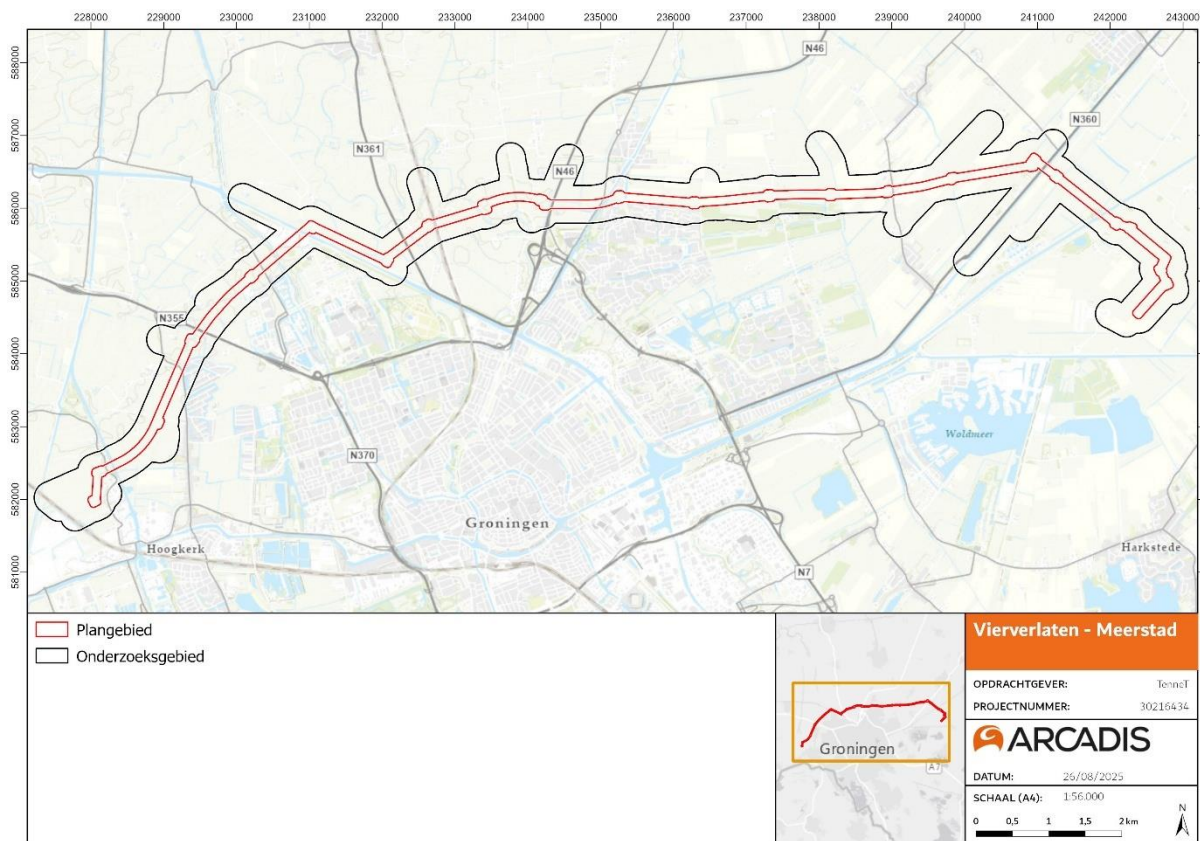 228000 229000 230000 231000 232000 233000 234000 235000 236000 237000 238000 239000 240000 241000 242000 243000
588000
587000
586000
585000
584000
583000
582000
581000
N46
N361
N360
N46
N355
N370
Woldmeer
Groningen
Hoogkerk
Harkstede
N7
Plangebied
Onderzoeksgebied
Groningen
A7
Vierverlaten - Meerstad
OPDRACHTGEVER: TenneT
PROJECTNUMMER: 30216434
ARCADIS
DATUM: 26/08/2025
SCHAAL (A4): 1:56.000
N
0 0,5 1 1,5 2 km